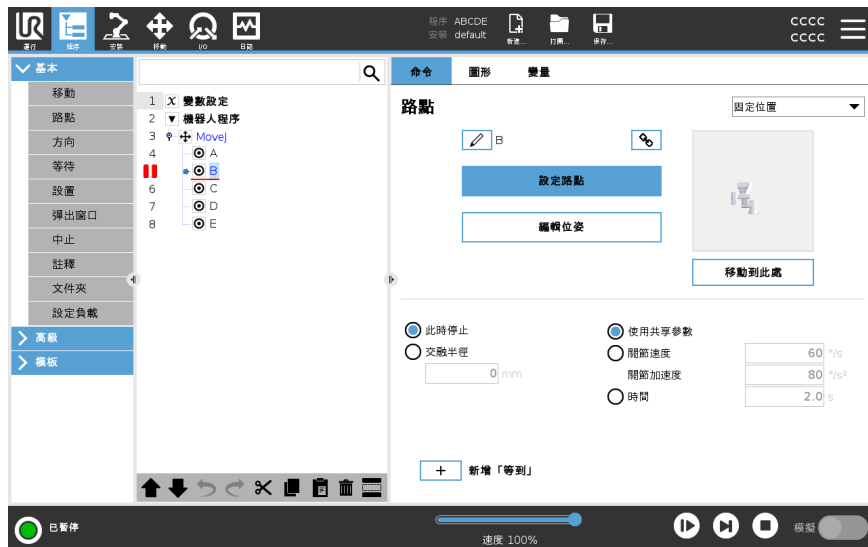 UR
運行
程序
安裝
移動
I/O
日誌
程序 ABCDE
安裝 default
新建...
打開...
保存...
CCCC
CCCC
基本
移動
路點
方向
等待
設置
彈出窗口
中止
註釋
文件夾
設定負載
高級
模板
1 X 變數設定
2 機器人程序
3 MoveJ
4 A
B
6 C
7 D
8 E
命令 圖形 變量
路點
固定位置
B
設定路點
編輯位姿
移動到此處
此時停止
交融半徑
0 mm
使用共享參數
關節速度 60 °/s
關節加速度 80 °/s²
時間 2.0 s
+ 新增「等到」
已暫停
速度 100%
模擬